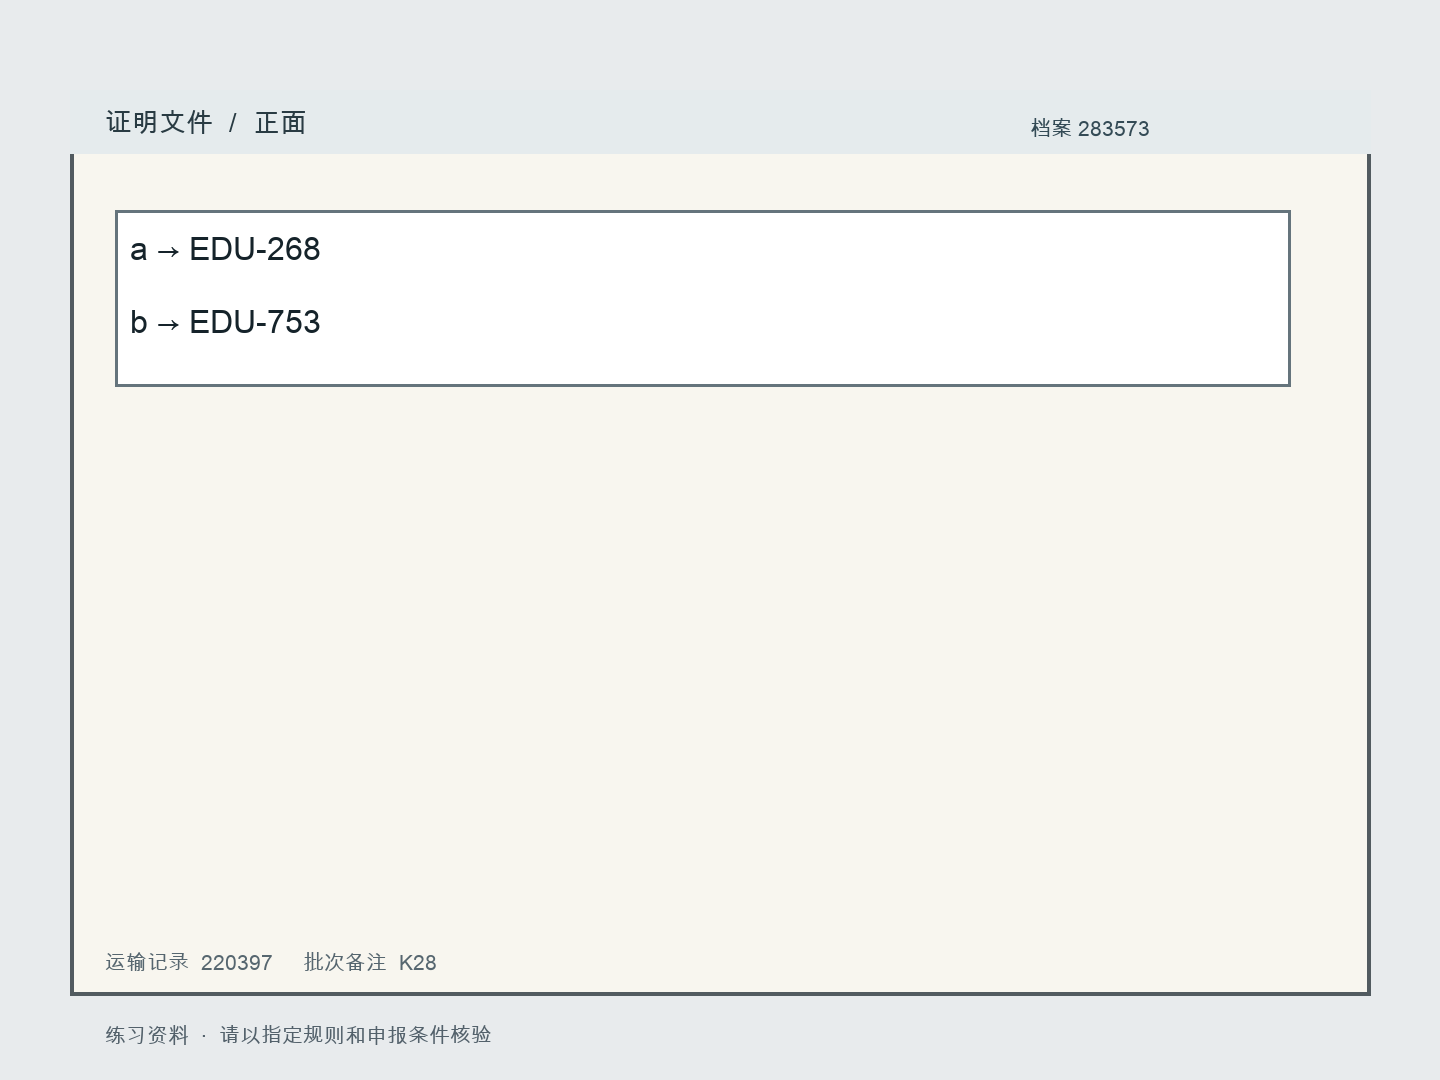 证明文件 / 正面
档案 283573
a → EDU-268
b → EDU-753
运输记录 220397 批次备注 K28
练习资料 · 请以指定规则和申报条件核验